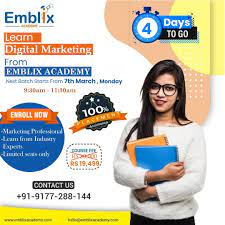 Emblix
ACADEMY
Learn
Digital Marketing
From
EMBLIX ACADEMY
Next Batch Starts From 7th March, Monday
9:30am - 11:30am
4 Days
TO GO
ENROLL NOW
-Marketing Professional
-Learn from Industry
Experts
-Limited seats only
100%
PLACEMENT
COURSE FEE
RS 19,499
CONTACT US
+91-9177-288-144
www.emblixacademy.com
hello@emblixacademy.com